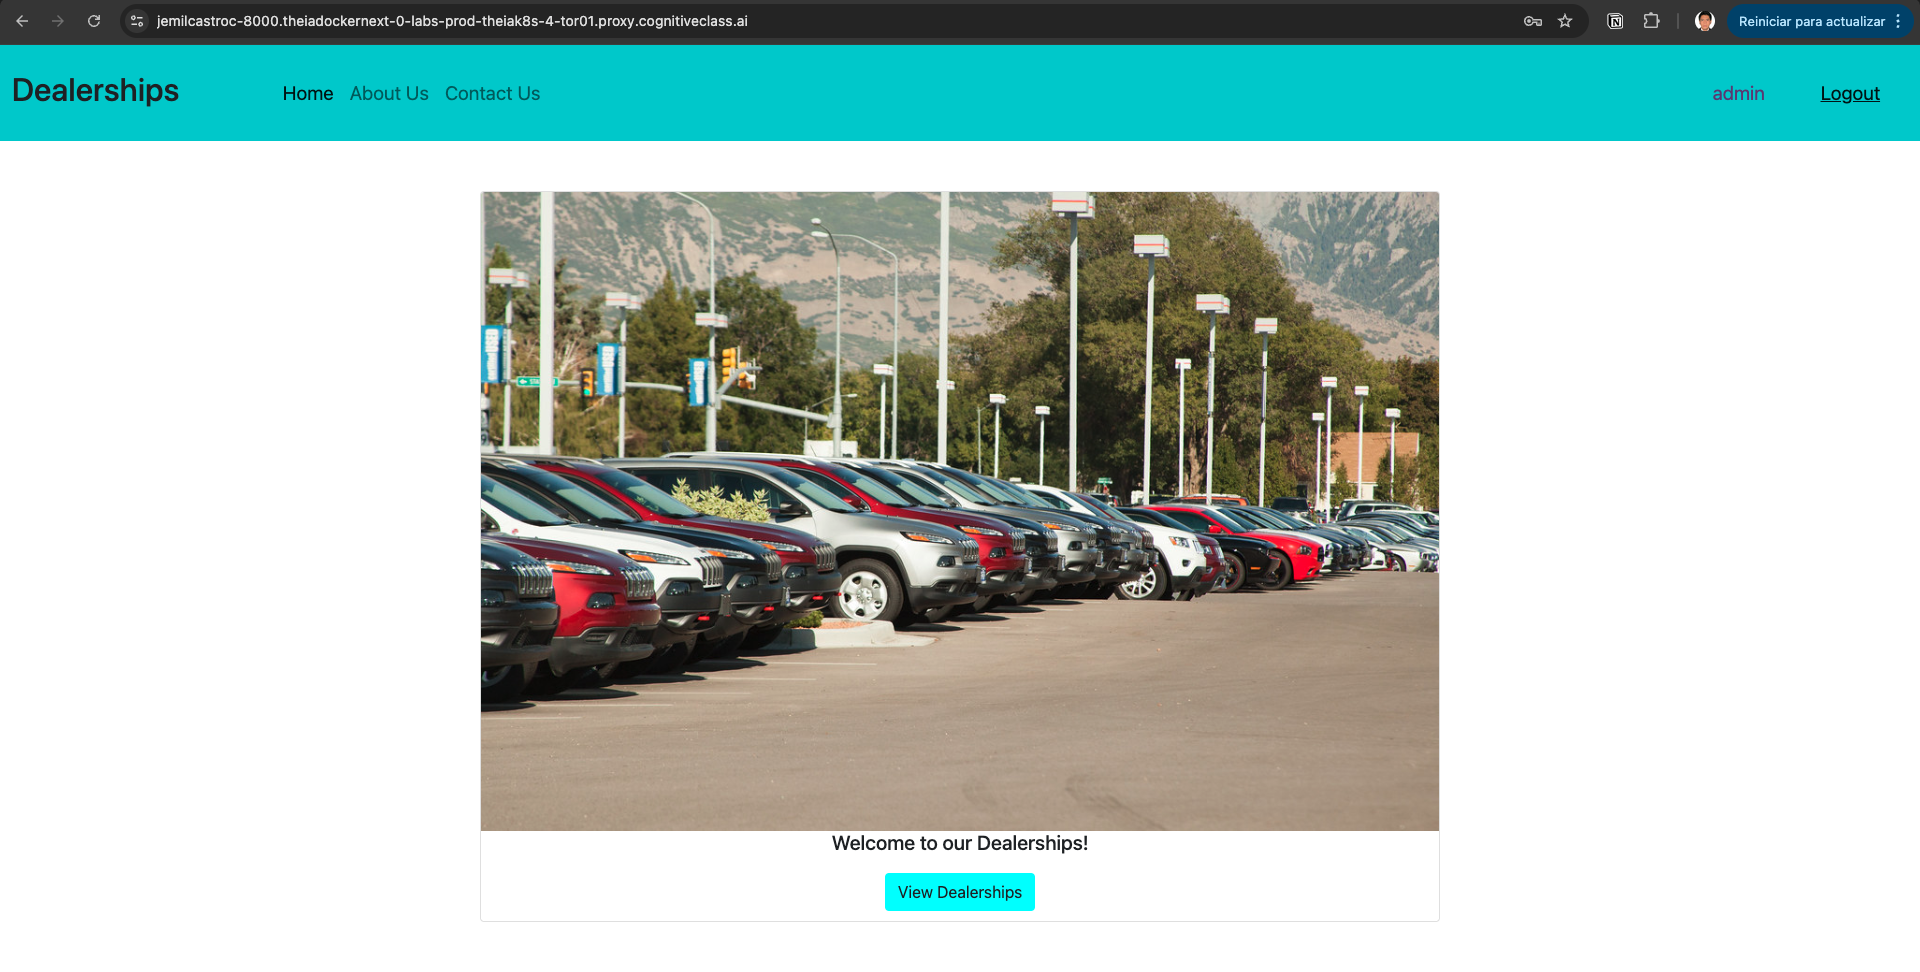 jemilcastroc-8000.theiadockernext-0-labs-prod-theiak8s-4-tor01.proxy.cognitiveclass.ai
Reiniciar para actualizar
Dealerships
Home
About Us
Contact Us
admin
Logout
Welcome to our Dealerships!
View Dealerships